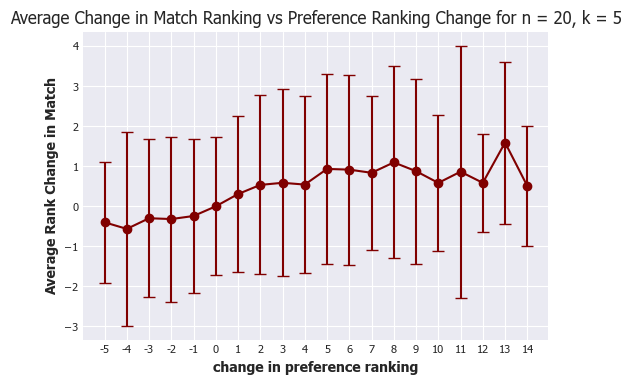 Average Change in Match Ranking vs Preference Ranking Change for n = 20, k = 5
Average Rank Change in Match
4
3
2
1
0
−1
−2
−3
-5 -4 -3 -2 -1 0 1 2 3 4 5 6 7 8 9 10 11 12 13 14
change in preference ranking